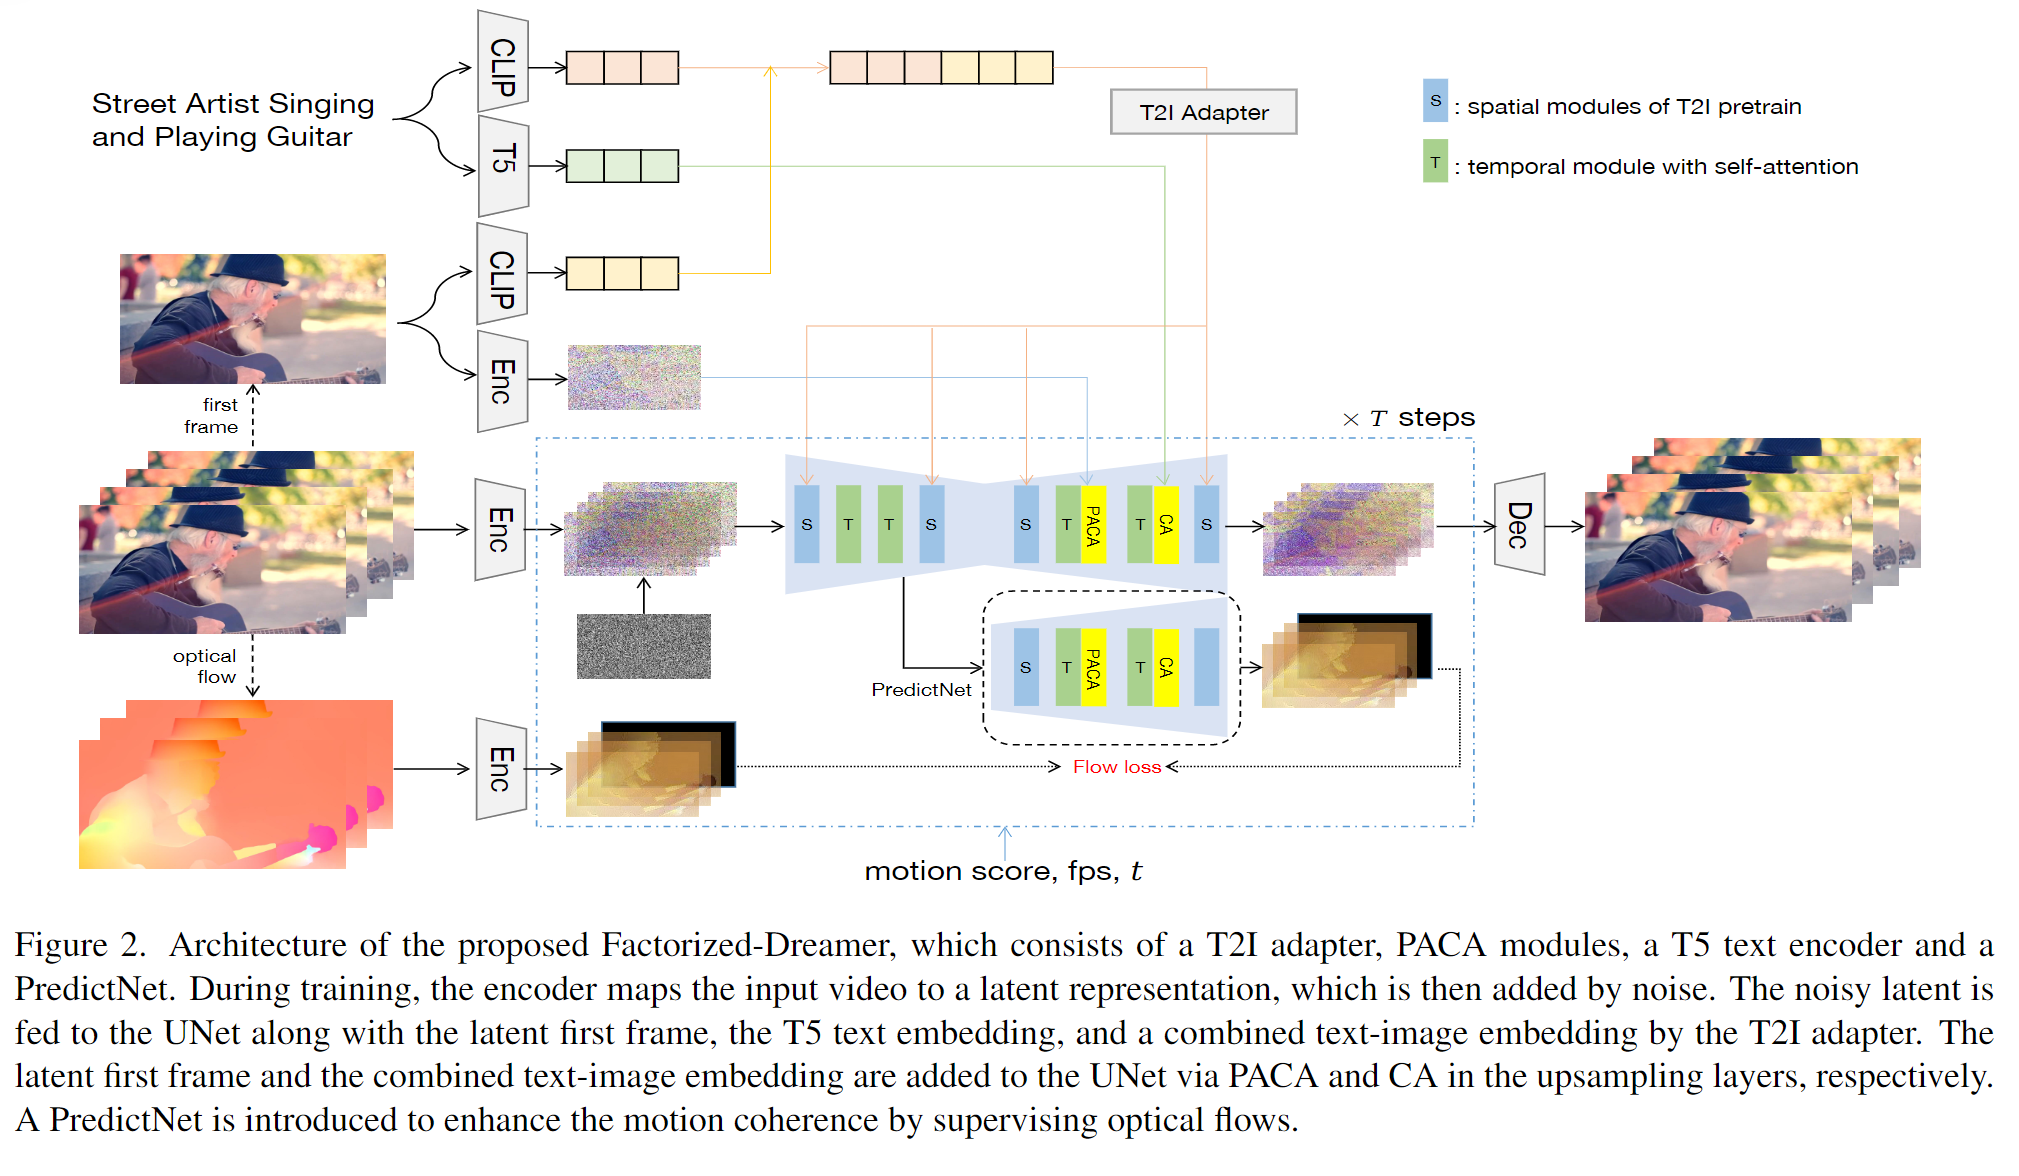 CLIP
Street Artist Singing
and Playing Guitar
T5
T2I Adapter
S : spatial modules of T2I pretrain
T : temporal module with self-attention
CLIP
Enc
first
frame
× T steps
Enc
S T T S S T PACA T CA S
Dec
optical
flow
PredictNet
S T PACA T CA
Enc
Flow loss
motion score, fps, t
Figure 2. Architecture of the proposed Factorized-Dreamer, which consists of a T2I adapter, PACA modules, a T5 text encoder and a
PredictNet. During training, the encoder maps the input video to a latent representation, which is then added by noise. The noisy latent is
fed to the UNet along with the latent first frame, the T5 text embedding, and a combined text-image embedding by the T2I adapter. The
latent first frame and the combined text-image embedding are added to the UNet via PACA and CA in the upsampling layers, respectively.
A PredictNet is introduced to enhance the motion coherence by supervising optical flows.